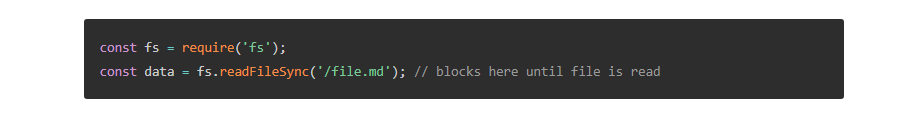 const fs = require('fs');
const data = fs.readFileSync('/file.md'); // blocks here until file is read